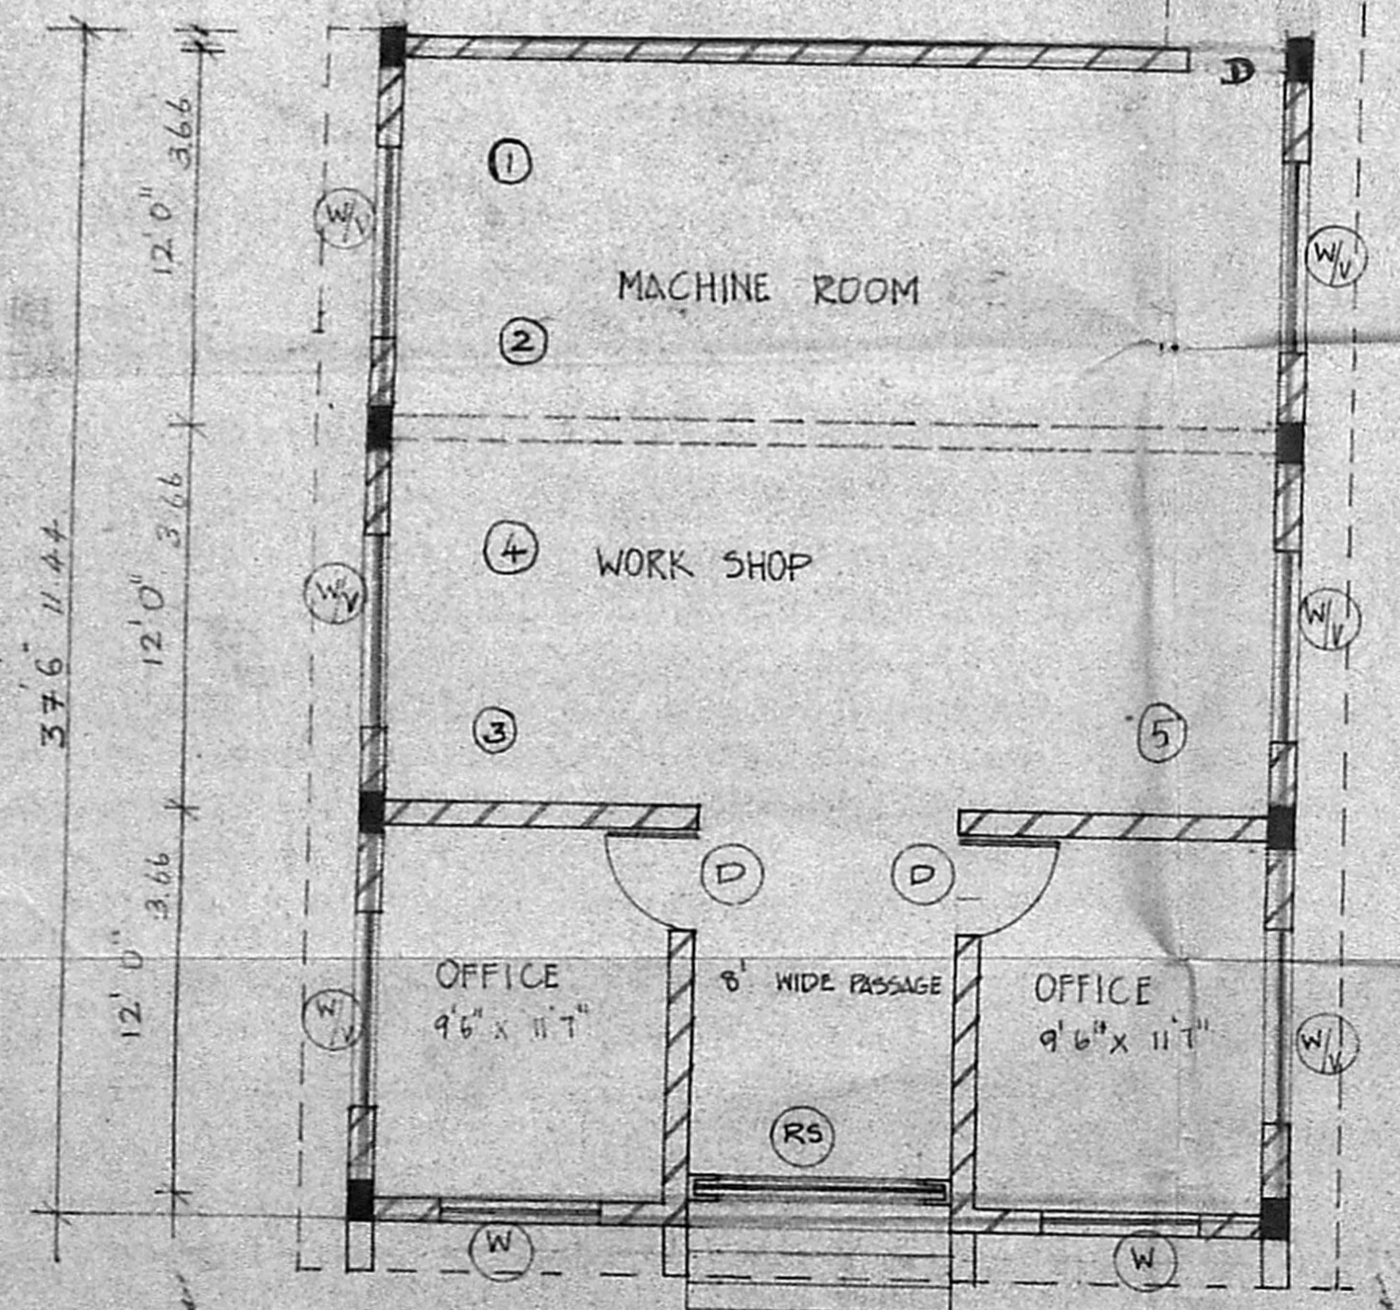 D
3.66
12'0"
①
W/V
W/V
MACHINE ROOM
②
3.66
12'0"
④
WORK SHOP
37'6" 11.44
W/V
W/V
③
⑤
3.66
12'0"
D
D
OFFICE
9'6" x 11'7"
8' WIDE PASSAGE
OFFICE
9'6" x 11'7"
W/V
W/V
RS
W
W